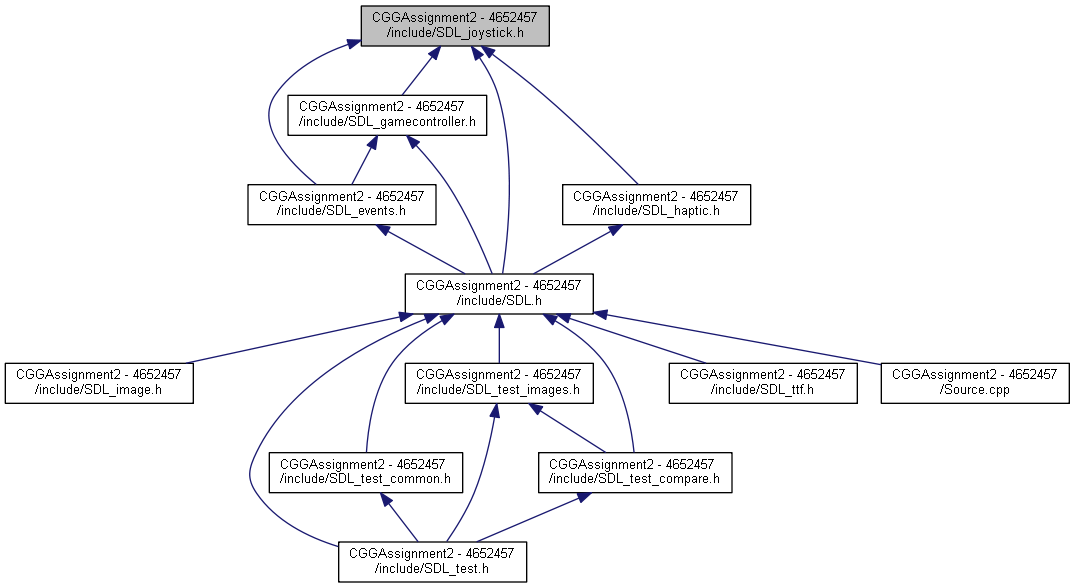 CGGAssignment2 - 4652457
/include/SDL_joystick.h
CGGAssignment2 - 4652457
/include/SDL_gamecontroller.h
CGGAssignment2 - 4652457
/include/SDL_events.h
CGGAssignment2 - 4652457
/include/SDL_haptic.h
CGGAssignment2 - 4652457
/include/SDL.h
CGGAssignment2 - 4652457
/include/SDL_image.h
CGGAssignment2 - 4652457
/include/SDL_test_images.h
CGGAssignment2 - 4652457
/include/SDL_ttf.h
CGGAssignment2 - 4652457
/Source.cpp
CGGAssignment2 - 4652457
/include/SDL_test_common.h
CGGAssignment2 - 4652457
/include/SDL_test_compare.h
CGGAssignment2 - 4652457
/include/SDL_test.h